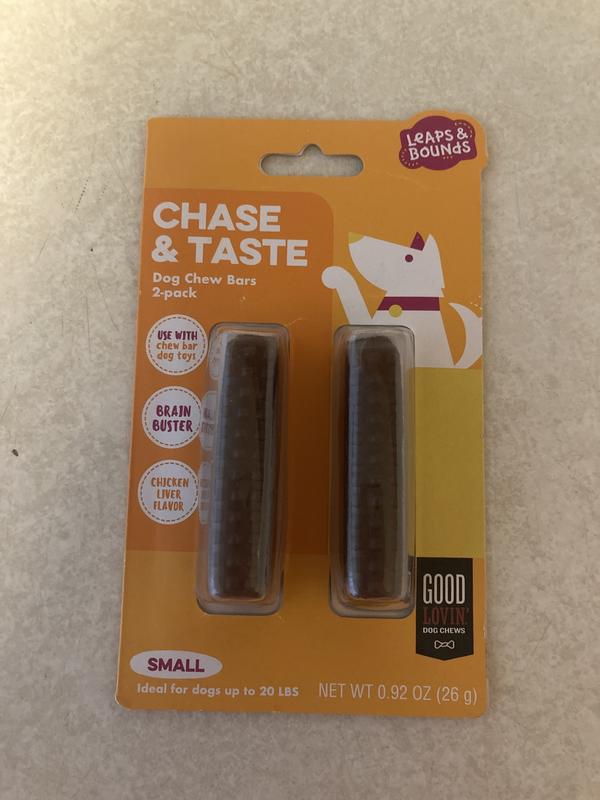 LEAPS &
BOUNDS
CHASE
& TASTE
Dog Chew Bars
2-pack
USE WITH
chew bar
dog toys
BRAIN
BUSTER
CHICKEN
LIVER
FLAVOR
GOOD
LOVIN'
DOG CHEWS
SMALL
Ideal for dogs up to 20 LBS
NET WT 0.92 OZ (26 g)